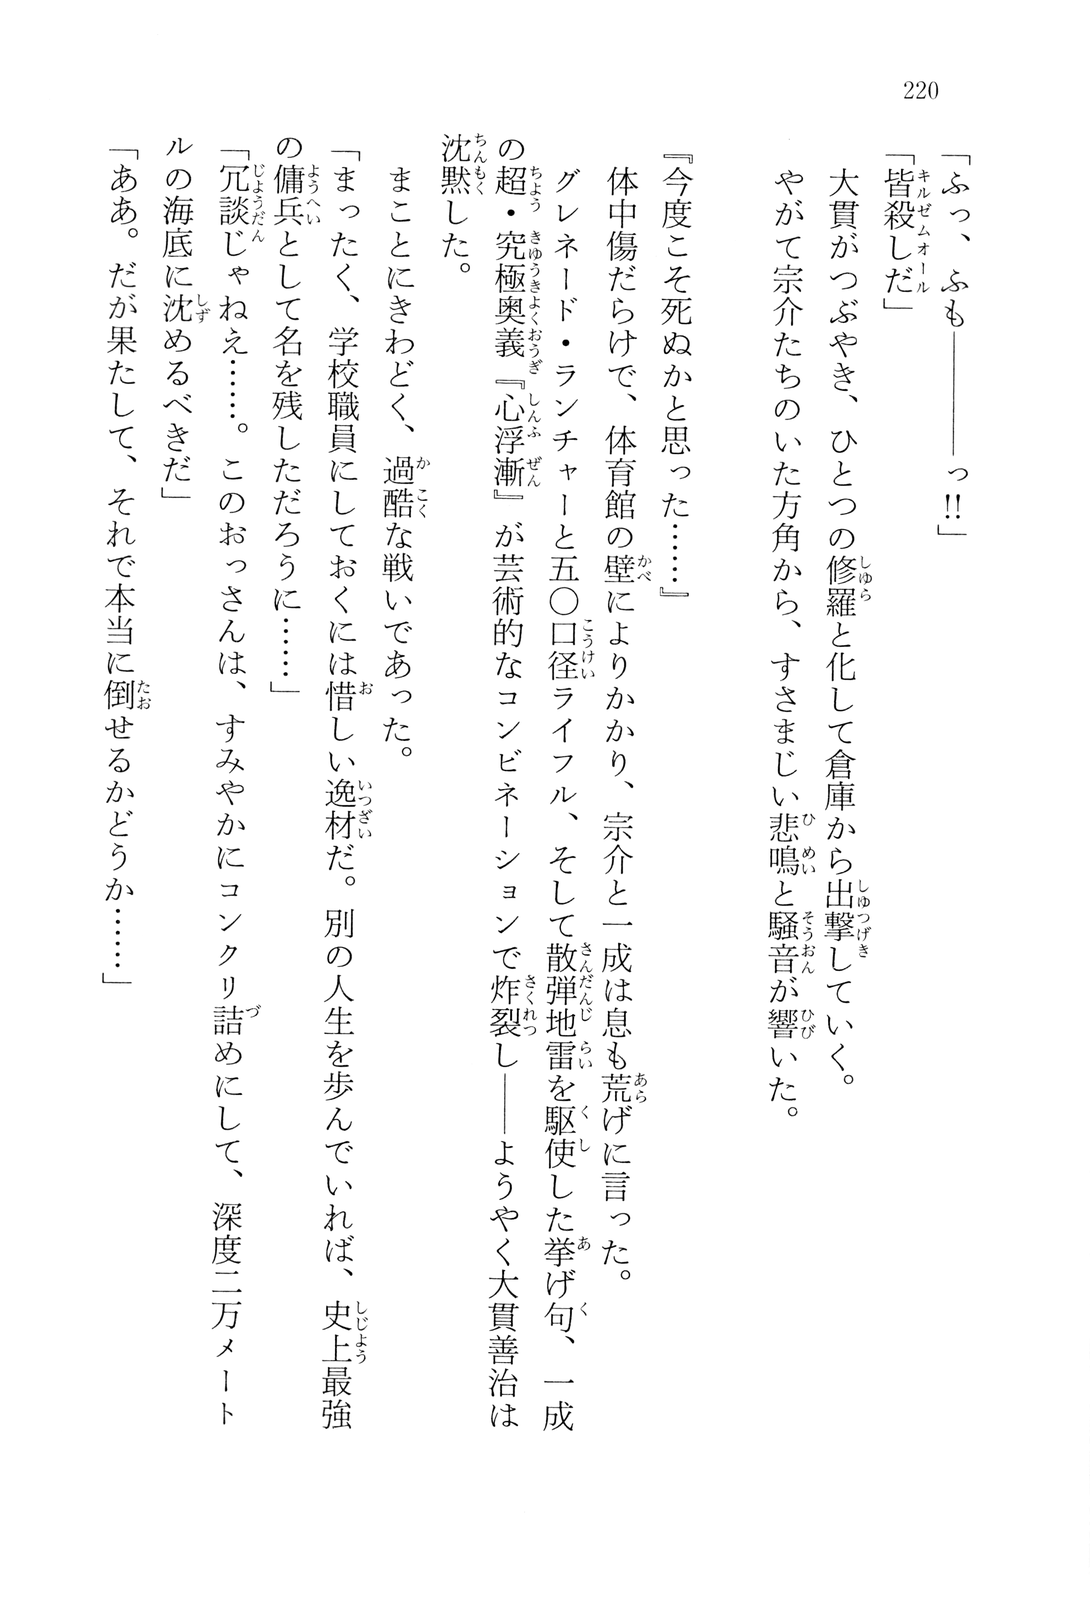 220
「ふっ、ふも――――っ!!」
「皆殺しだ」
大貫がつぶやき、ひとつの修羅と化して倉庫から出撃していく。
やがて宗介たちのいた方角から、すさまじい悲鳴と騒音が響いた。
『今度こそ死ぬかと思った……』
体中傷だらけで、体育館の壁によりかかり、宗介と一成は息も荒げに言った。
グレネード・ランチャーと五〇口径ライフル、そして散弾地雷を駆使した挙げ句、一成
の超・究極奥義『心浮漸』が芸術的なコンビネーションで炸裂し――ようやく大貫善治は
沈黙した。
まことにきわどく、過酷な戦いであった。
「まったく、学校職員にしておくには惜しい逸材だ。別の人生を歩んでいれば、史上最強
の傭兵として名を残しただろうに……」
「冗談じゃねえ……。このおっさんは、すみやかにコンクリ詰めにして、深度二万メート
ルの海底に沈めるべきだ」
「ああ。だが果たして、それで本当に倒せるかどうか……」